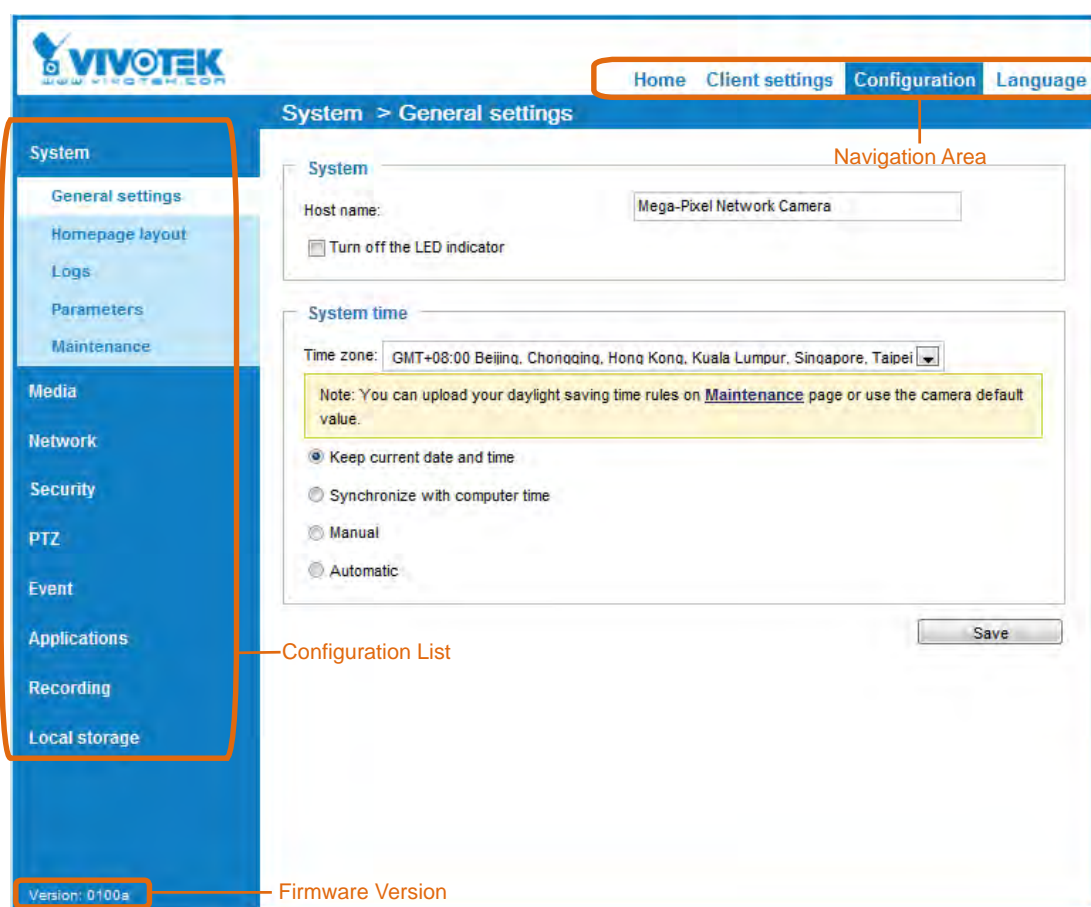 VIVOTEK
www.vivotek.com
Home Client settings Configuration Language
System > General settings
Navigation Area
System
General settings
Homepage layout
Logs
Parameters
Maintenance
Media
Network
Security
PTZ
Event
Applications
Recording
Local storage
Configuration List
Version: 0100a
Firmware Version
System
Host name: Mega-Pixel Network Camera
Turn off the LED indicator
System time
Time zone: GMT+08:00 Beijing, Chongqing, Hong Kong, Kuala Lumpur, Singapore, Taipei
Note: You can upload your daylight saving time rules on Maintenance page or use the camera default
value.
Keep current date and time
Synchronize with computer time
Manual
Automatic
Save